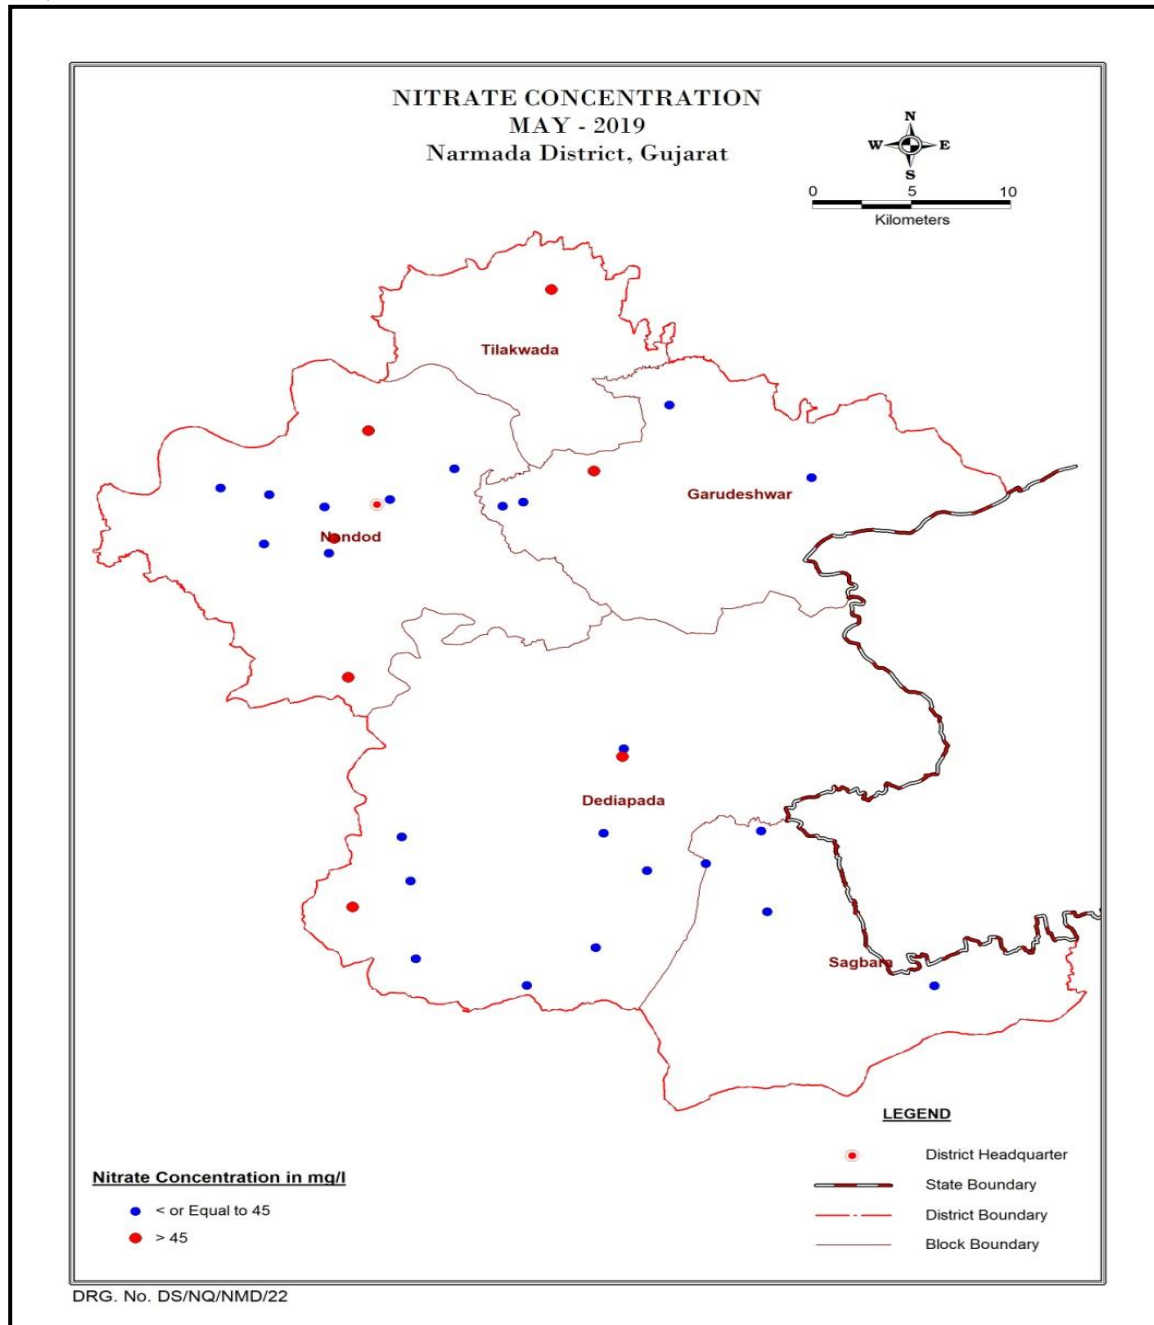 NITRATE CONCENTRATION
MAY - 2019
Narmada District, Gujarat
N
W E
S
0 5 10
Kilometers
Tilakwada
Garudeshwar
Nandod
Dediapada
Sagbara
LEGEND
District Headquarter
State Boundary
District Boundary
Block Boundary
Nitrate Concentration in mg/l
< or Equal to 45
> 45
DRG. No. DS/NQ/NMD/22